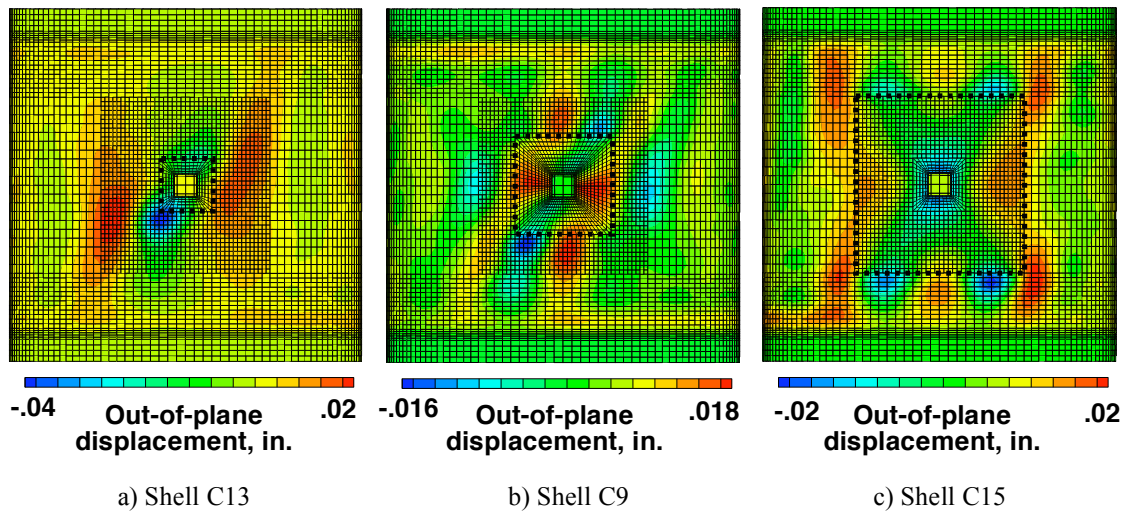 -.04 .02
Out-of-plane
displacement, in.
a) Shell C13
-.016 .018
Out-of-plane
displacement, in.
b) Shell C9
-.02 .02
Out-of-plane
displacement, in.
c) Shell C15